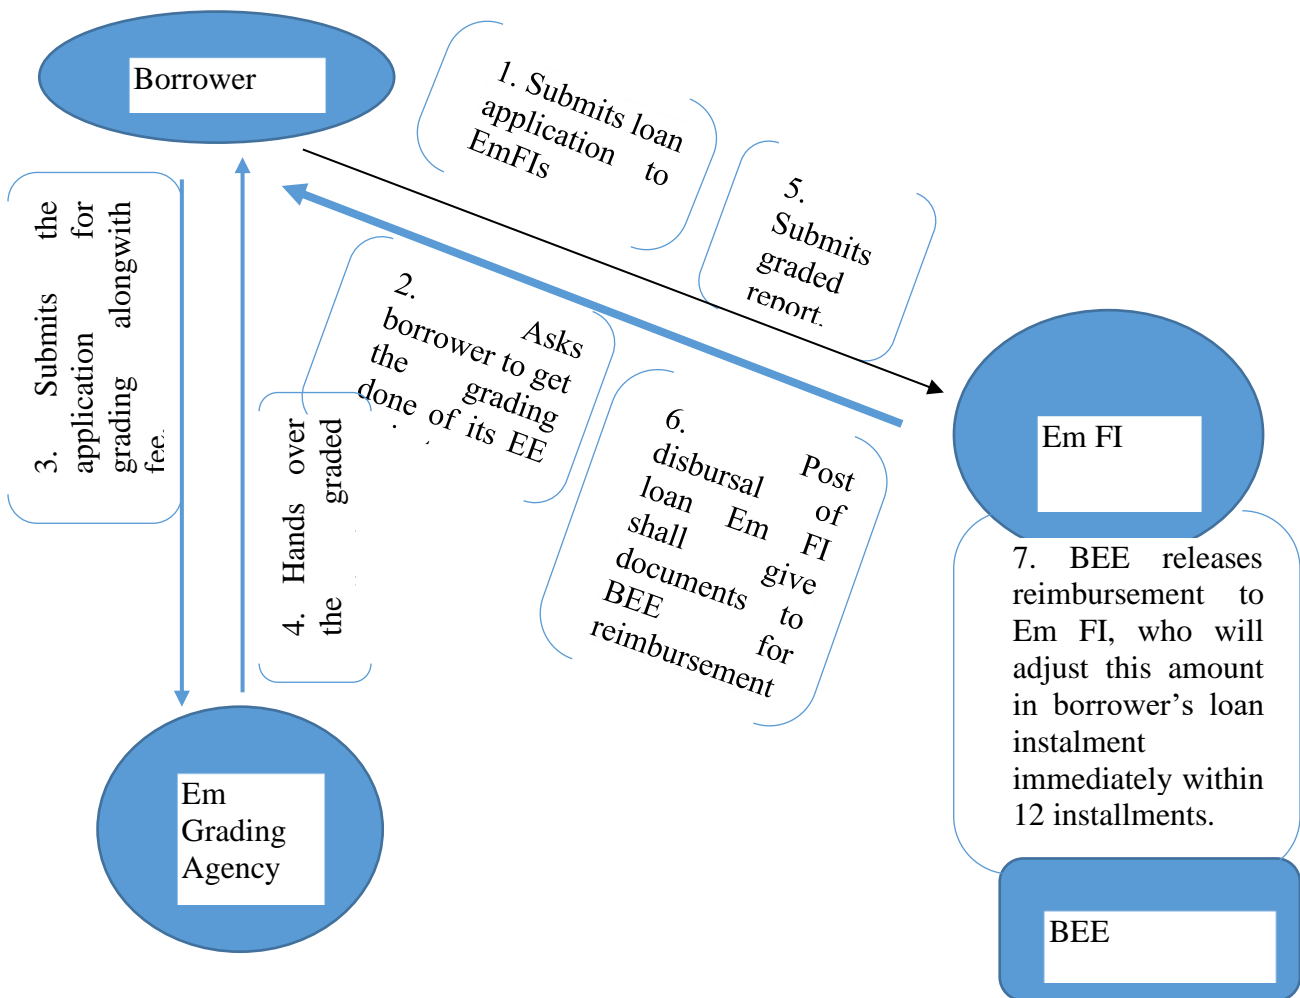 Borrower
1. Submits loan
application to
EmFIs
5.
Submits
graded
report.
3. Submits the
application for
grading alongwith
fee.
4. Hands over
the graded
2. Asks
borrower to get
the grading
done of its EE
6. Post
disbursal of
loan Em FI
shall give
documents to
BEE for
reimbursement
Em FI
7. BEE releases
reimbursement to
Em FI, who will
adjust this amount
in borrower’s loan
instalment
immediately within
12 installments.
Em
Grading
Agency
BEE